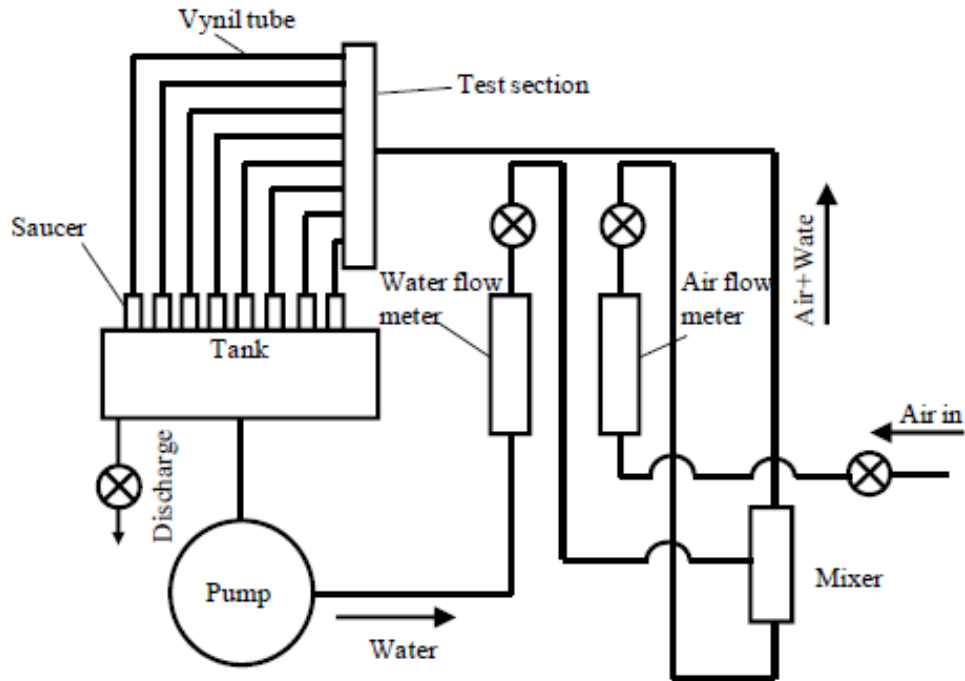 Vynil tube
Test section
Saucer
Water flow
meter
Air flow
meter
Air+Wate
Tank
Air in
Discharge
Pump
Mixer
Water